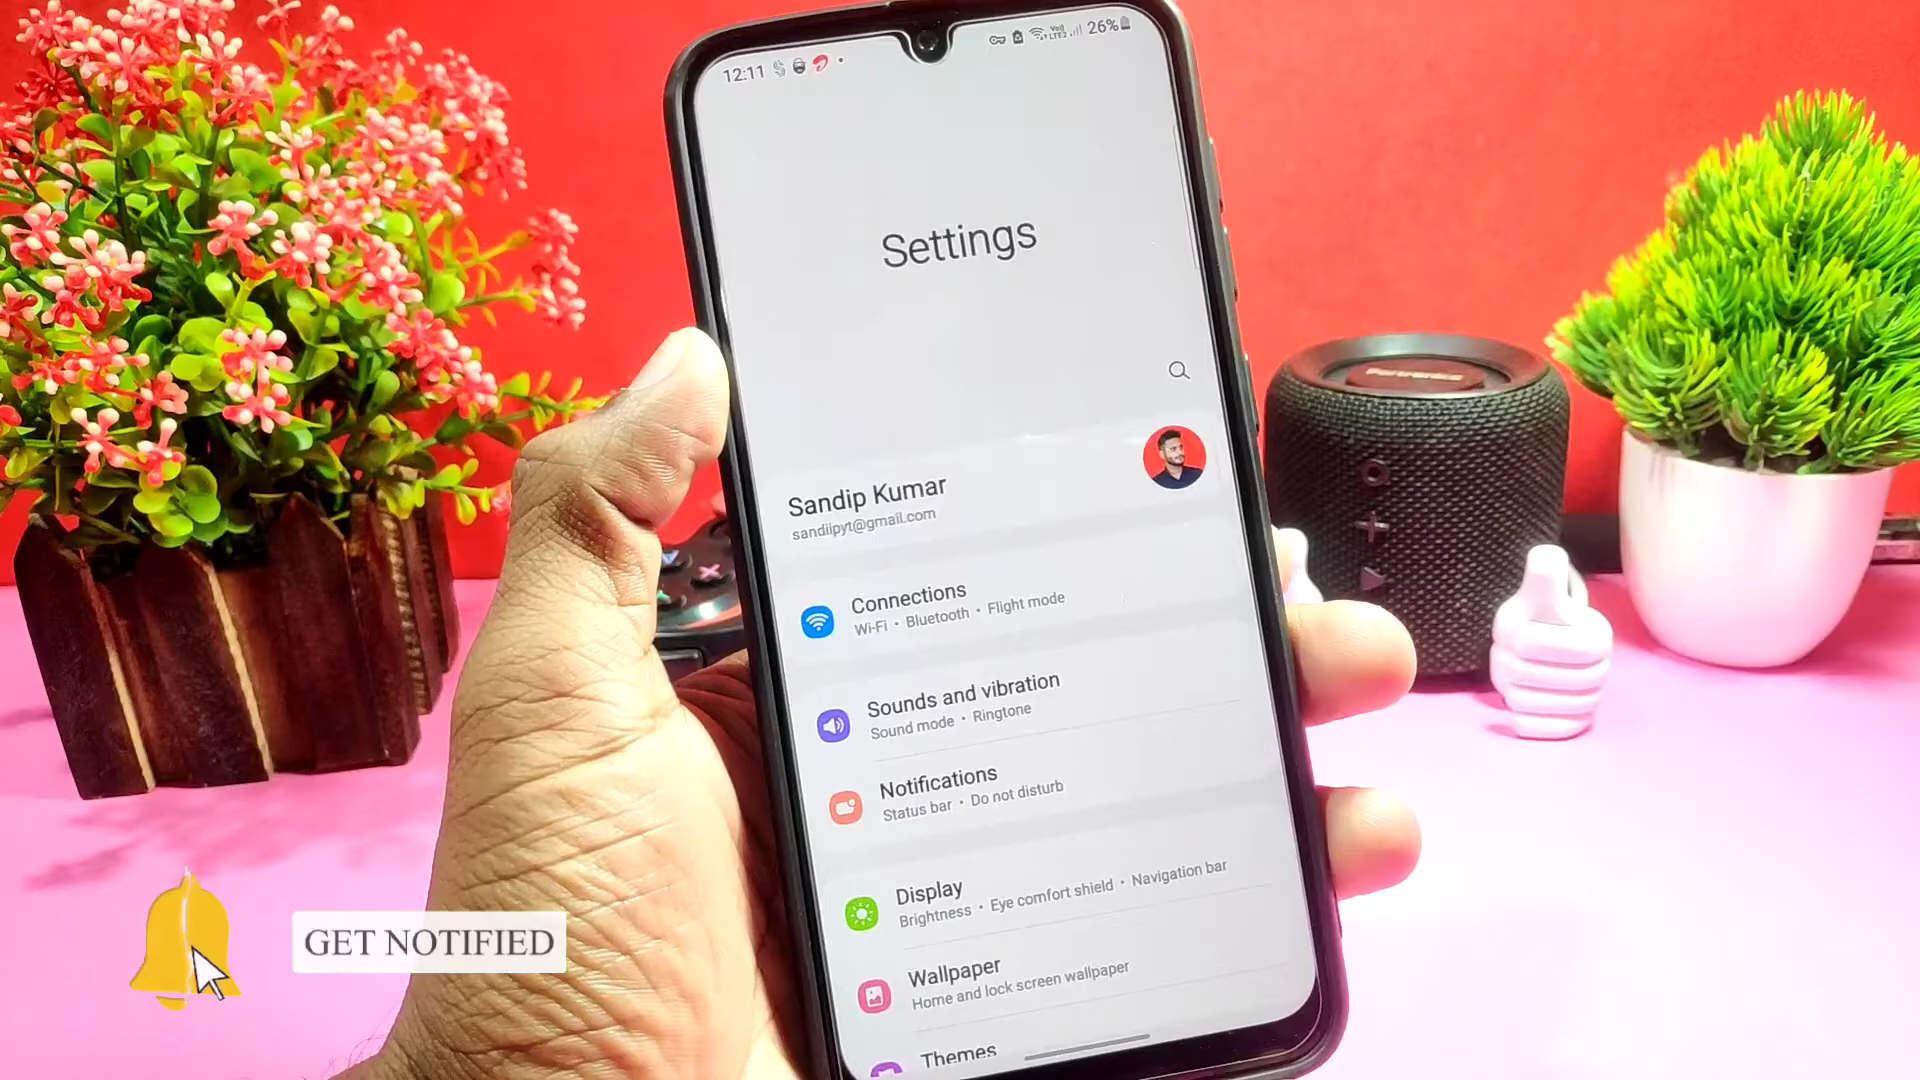 12:11
VoI)
LTE2
26%
Settings
Sandip Kumar
sandiipyt@gmail.com
Connections
Wi-Fi • Bluetooth • Flight mode
Sounds and vibration
Sound mode • Ringtone
Notifications
Status bar • Do not disturb
Display
Brightness • Eye comfort shield • Navigation bar
Wallpaper
Home and lock screen wallpaper
Themes
GET NOTIFIED